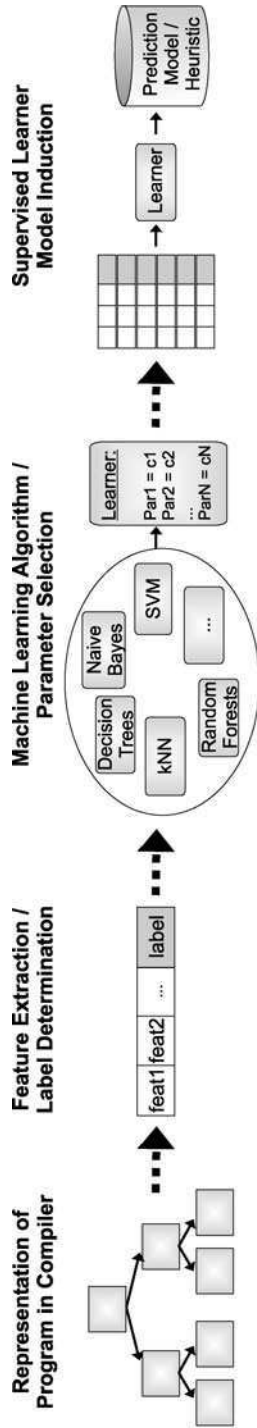 Representation of
Program in Compiler
Feature Extraction /
Label Determination
feat1 feat2 ... label
Machine Learning Algorithm /
Parameter Selection
Decision
Trees
Naive
Bayes
kNN
SVM
Random
Forests
...
Learner:
Par1 = c1
Par2 = c2
...
ParN = cN
Supervised Learner
Model Induction
Learner
Prediction
Model /
Heuristic